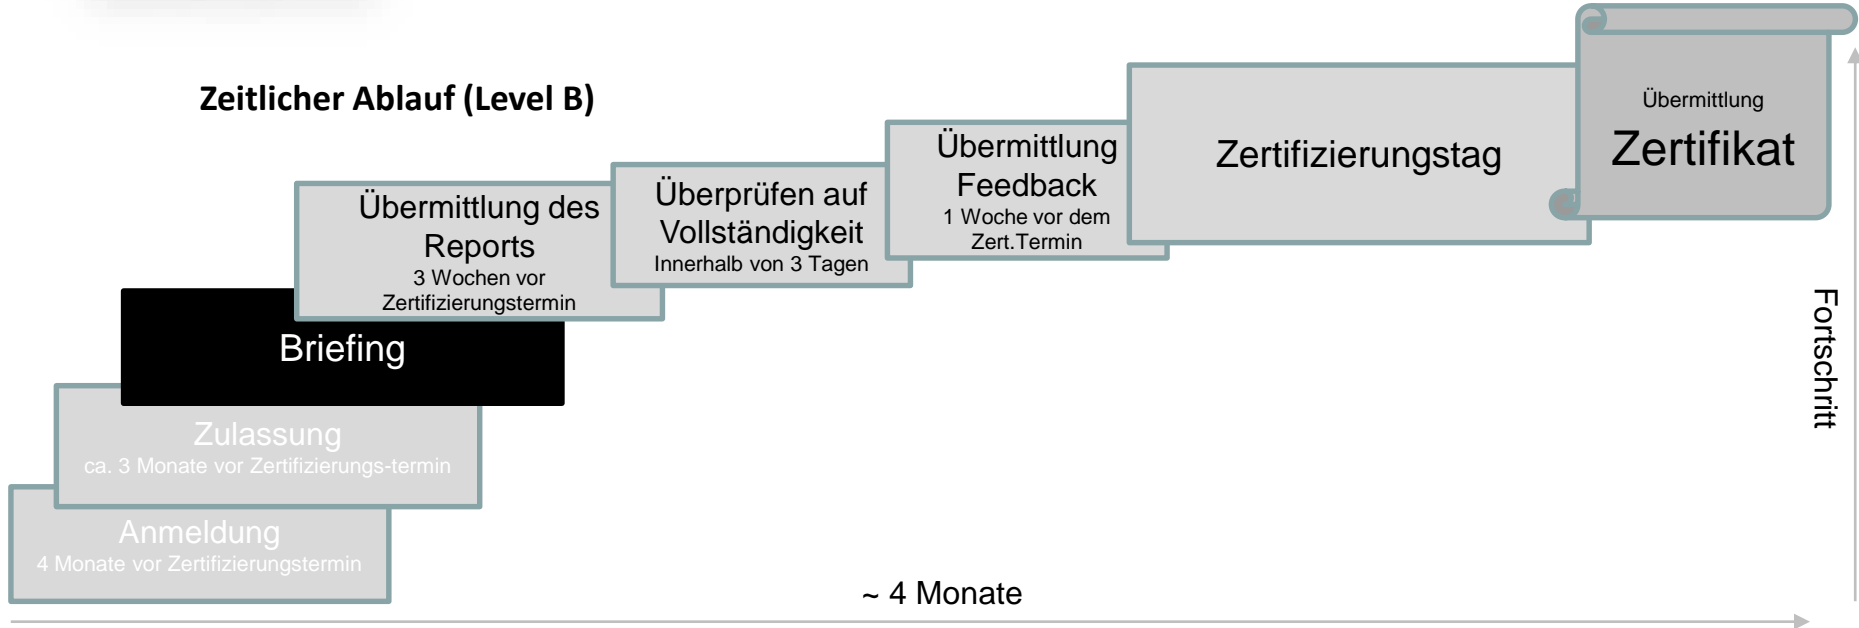 Zeitlicher Ablauf (Level B)
Anmeldung
4 Monate vor Zertifizierungstermin
Zulassung
ca. 3 Monate vor Zertifizierungs-termin
Briefing
Übermittlung des
Reports
3 Wochen vor
Zertifizierungstermin
Überprüfen auf
Vollständigkeit
Innerhalb von 3 Tagen
Übermittlung
Feedback
1 Woche vor dem
Zert.Termin
Zertifizierungstag
Übermittlung
Zertifikat
Fortschritt
~ 4 Monate